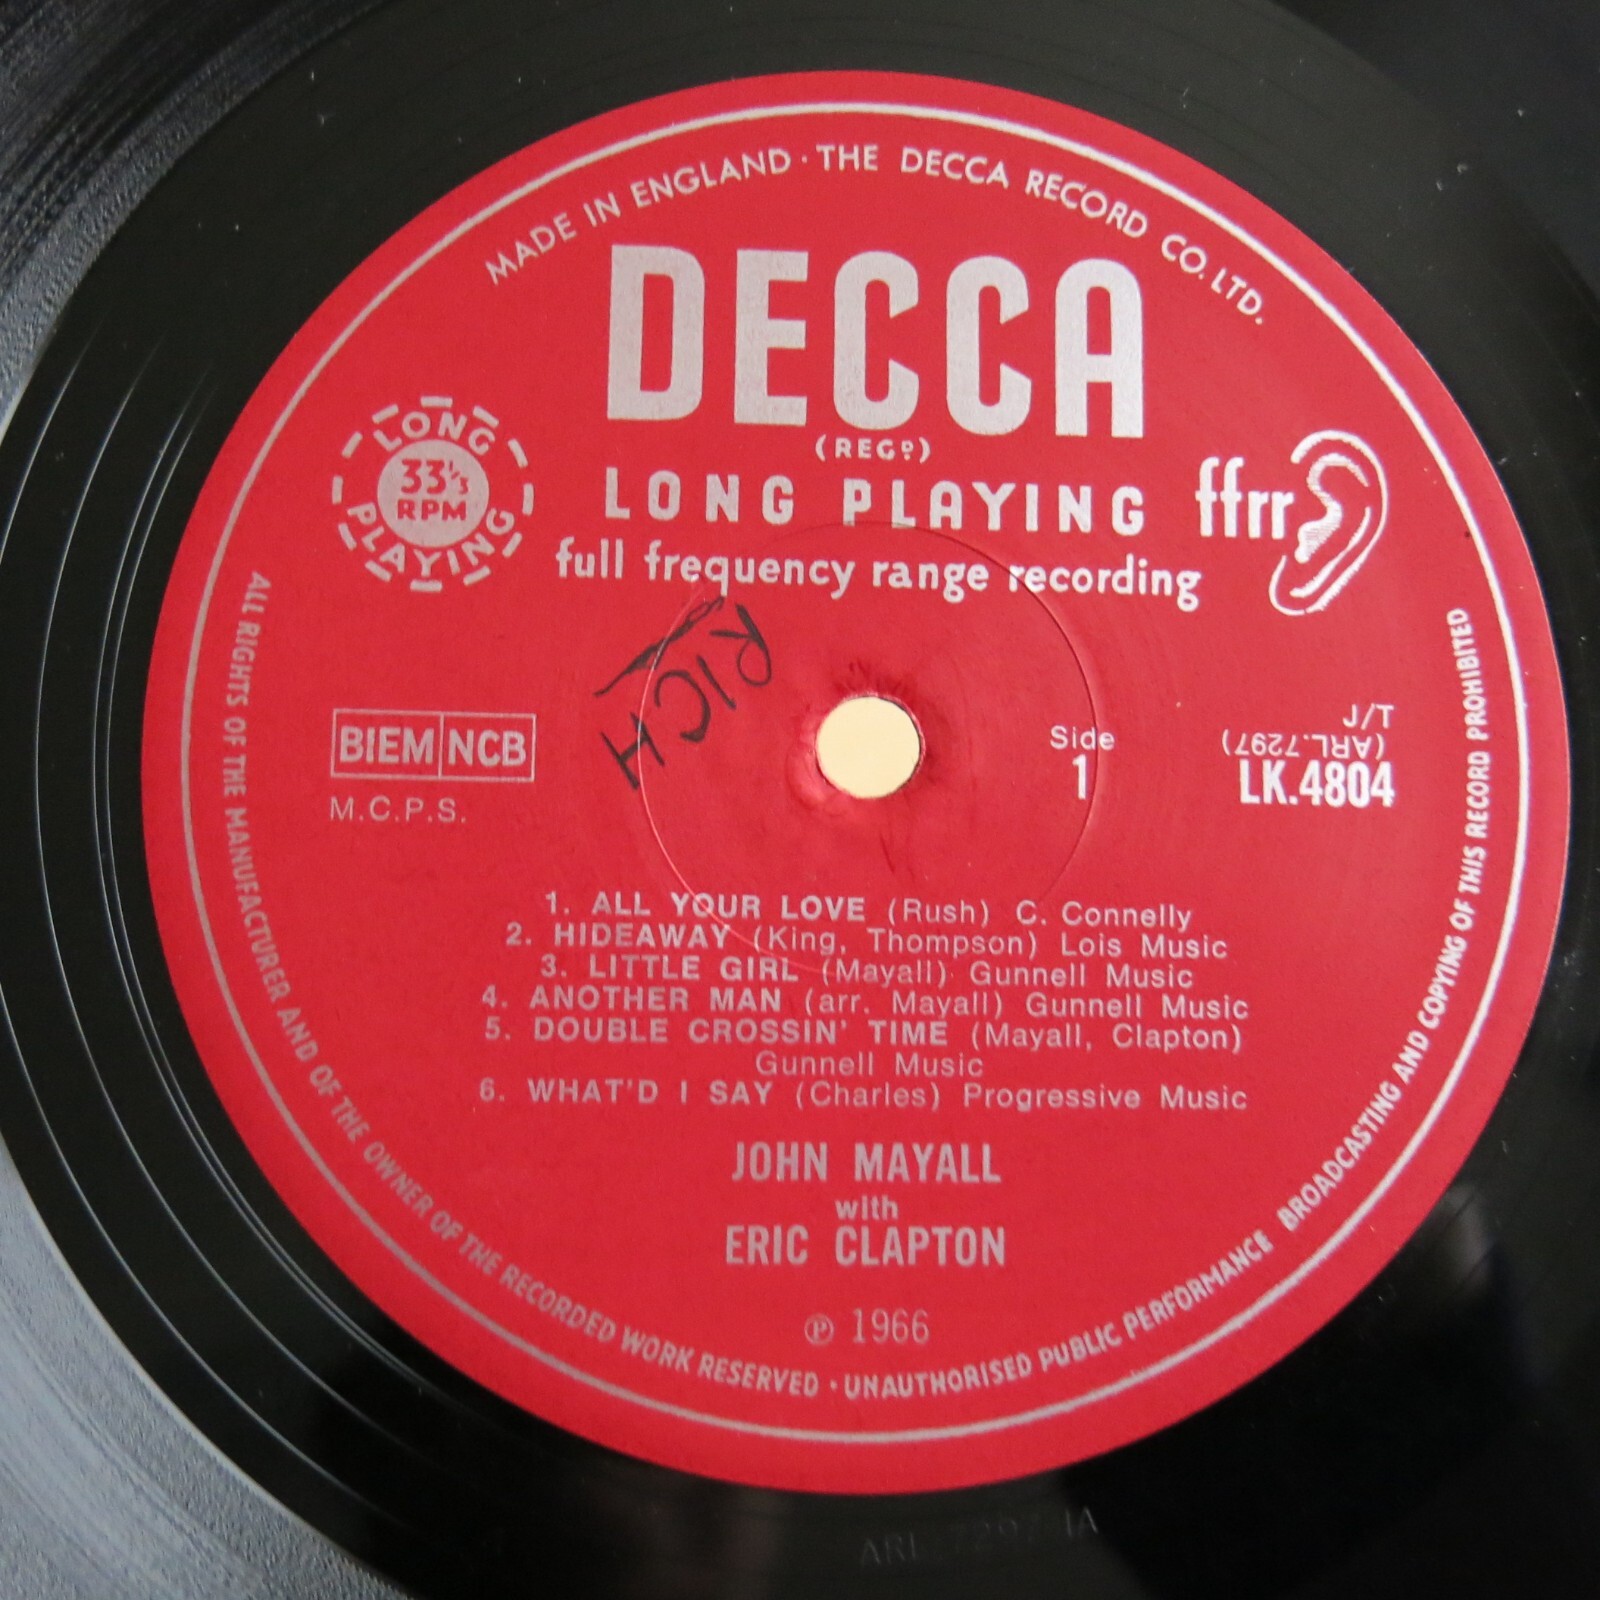 MADE IN ENGLAND · THE DECCA RECORD CO. LTD.
DECCA
(REGD)
LONG PLAYING
33⅓
RPM
LONG PLAYING
ffrr
full frequency range recording
RICH
BIEM NCB
M.C.P.S.
Side
1
J/T
(ARL.7297)
LK.4804
1. ALL YOUR LOVE (Rush) C. Connelly
2. HIDEAWAY (King, Thompson) Lois Music
3. LITTLE GIRL (Mayall) Gunnell Music
4. ANOTHER MAN (arr. Mayall) Gunnell Music
5. DOUBLE CROSSIN' TIME (Mayall, Clapton)
Gunnell Music
6. WHAT'D I SAY (Charles) Progressive Music
JOHN MAYALL
with
ERIC CLAPTON
℗ 1966
ALL RIGHTS OF THE MANUFACTURER AND OF THE OWNER OF THE RECORDED WORK RESERVED · UNAUTHORISED PUBLIC PERFORMANCE BROADCASTING AND COPYING OF THIS RECORD PROHIBITED
ARL 7297 1A